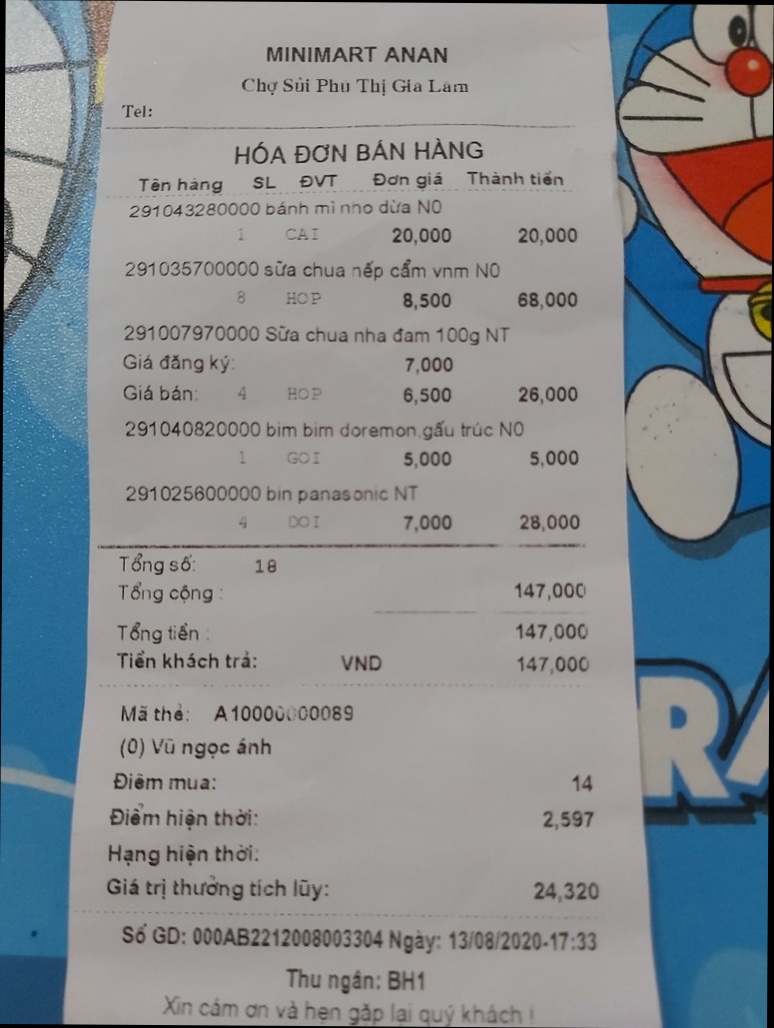 MINIMART ANAN
Chợ Sủi Phú Thị Gia Lâm
Tel:
HÓA ĐƠN BÁN HÀNG
Tên hàng SL ĐVT Đơn giá Thành tiền
291043280000 bánh mì nho dừa N0
1 CAI 20,000 20,000
291035700000 sữa chua nếp cẩm vnm N0
8 HOP 8,500 68,000
291007970000 Sữa chua nha đam 100g NT
Giá đăng ký: 7,000
Giá bán: 4 HOP 6,500 26,000
291040820000 bim bim doremon,gấu trúc N0
1 GOI 5,000 5,000
291025600000 bin panasonic NT
4 DOI 7,000 28,000
Tổng số: 18
Tổng cộng : 147,000
Tổng tiền : 147,000
Tiền khách trả: VND 147,000
Mã thẻ: A10000000089
(0) Vũ ngọc ánh
Điểm mua: 14
Điểm hiện thời: 2,597
Hạng hiện thời:
Giá trị thưởng tích lũy: 24,320
Số GD: 000AB2212008003304 Ngày: 13/08/2020-17:33
Thu ngân: BH1
Xin cảm ơn và hẹn gặp lại quý khách !
RA